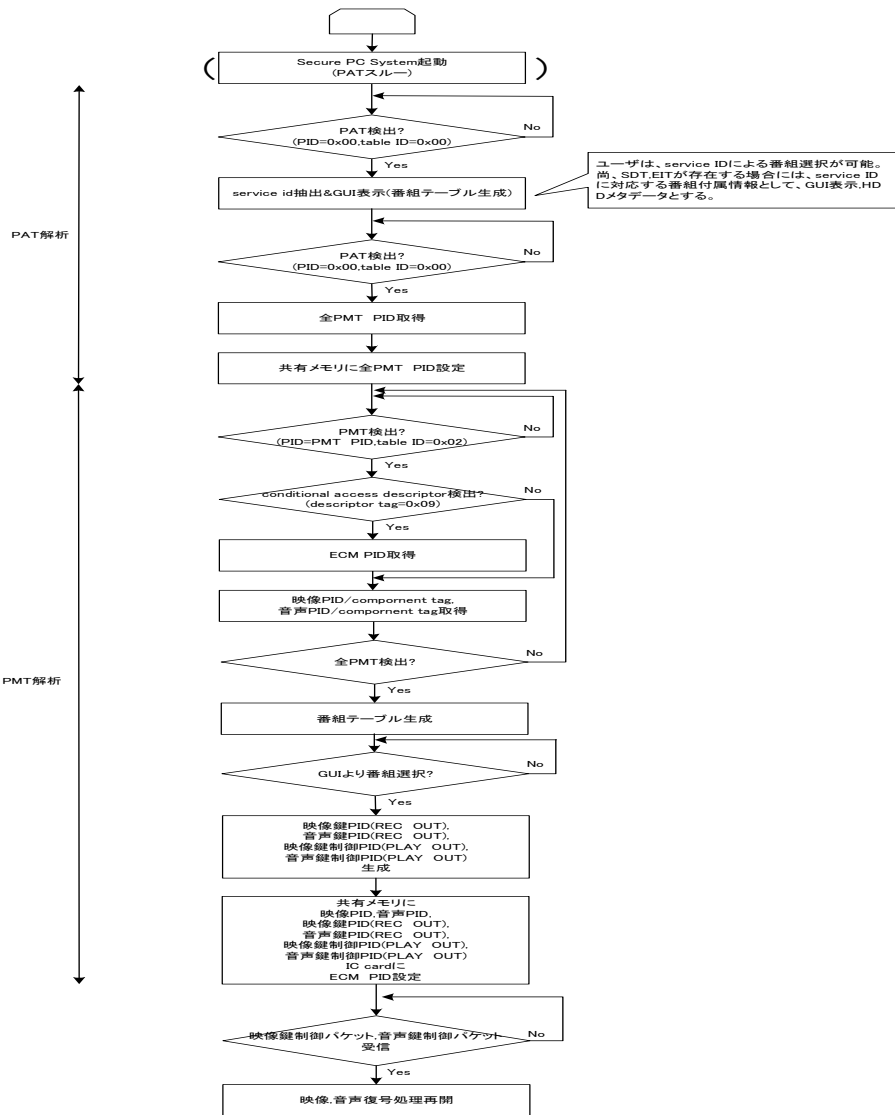 Secure PC System起動
(PATスルー)
PAT検出?
(PID=0x00,table ID=0x00)
No
Yes
service id抽出&GUI表示(番組テーブル生成)
ユーザは、service IDによる番組選択が可能。
尚、SDT,EITが存在する場合には、service ID
に対応する番組付属情報として、GUI表示,HD
Dメタデータとする。
PAT解析
PAT検出?
(PID=0x00,table ID=0x00)
No
Yes
全PMT PID取得
共有メモリに全PMT PID設定
PMT検出?
(PID=PMT PID,table ID=0x02)
No
Yes
conditional access descriptor検出?
(descriptor tag=0x09)
No
Yes
ECM PID取得
映像PID/compornent tag,
音声PID/compornent tag取得
全PMT検出?
No
Yes
PMT解析
番組テーブル生成
GUIより番組選択?
No
Yes
映像鍵PID(REC OUT),
音声鍵PID(REC OUT),
映像鍵制御PID(PLAY OUT),
音声鍵制御PID(PLAY OUT)
生成
共有メモリに
映像PID,音声PID,
映像鍵PID(REC OUT),
音声鍵PID(REC OUT),
映像鍵制御PID(PLAY OUT),
音声鍵制御PID(PLAY OUT)
IC cardに
ECM PID設定
映像鍵制御パケット,音声鍵制御パケット
受信
No
Yes
映像,音声復号処理再開